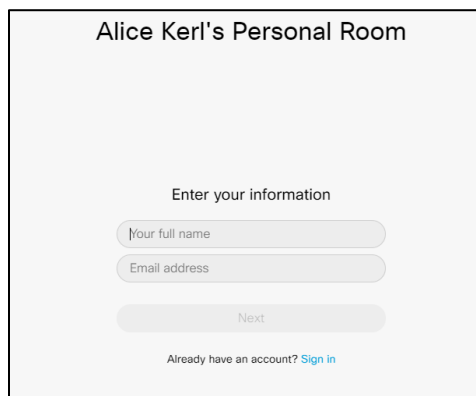 Alice Kerl's Personal Room
Enter your information
Your full name
Email address
Next
Already have an account? Sign in